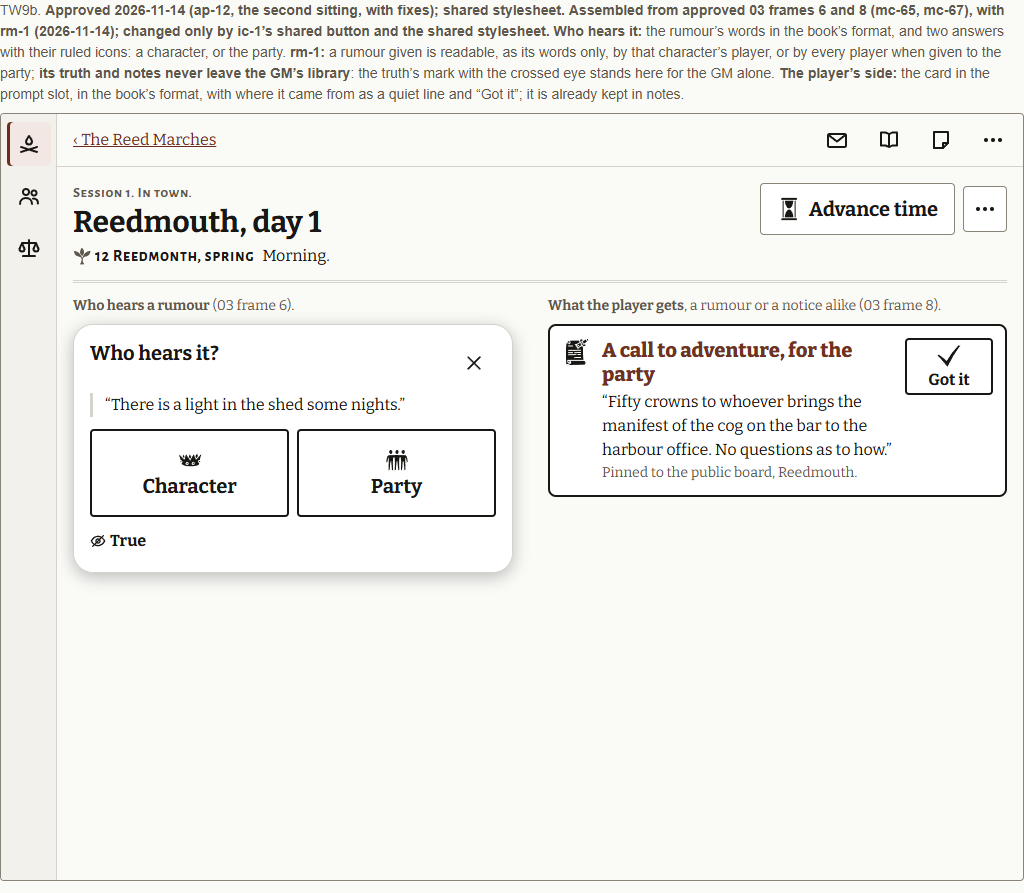 TW9b. Approved 2026-11-14 (ap-12, the second sitting, with fixes); shared stylesheet. Assembled from approved 03 frames 6 and 8 (mc-65, mc-67), with
rm-1 (2026-11-14); changed only by ic-1’s shared button and the shared stylesheet. Who hears it: the rumour’s words in the book’s format, and two answers
with their ruled icons: a character, or the party. rm-1: a rumour given is readable, as its words only, by that character’s player, or by every player when given to the
party; its truth and notes never leave the GM’s library: the truth’s mark with the crossed eye stands here for the GM alone. The player’s side: the card in the
prompt slot, in the book’s format, with where it came from as a quiet line and “Got it”; it is already kept in notes.
‹ The Reed Marches
Session 1. In town.
Reedmouth, day 1
12 Reedmonth, spring Morning.
Advance time
Who hears a rumour (03 frame 6).
Who hears it?
“There is a light in the shed some nights.”
Character
Party
True
What the player gets, a rumour or a notice alike (03 frame 8).
A call to adventure, for the
party
“Fifty crowns to whoever brings the
manifest of the cog on the bar to the
harbour office. No questions as to how.”
Pinned to the public board, Reedmouth.
Got it